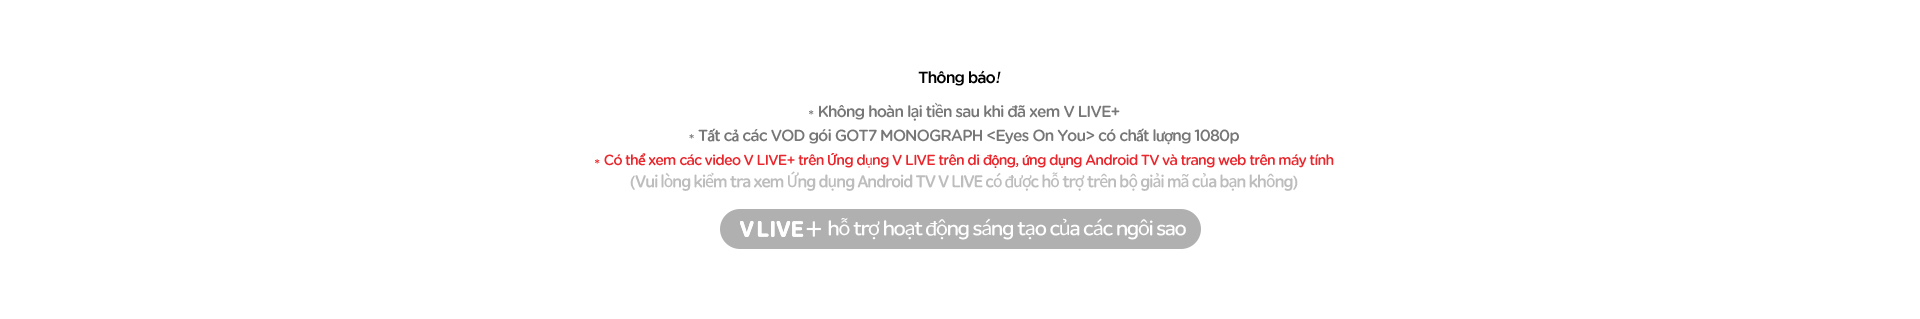 Thông báo!
* Không hoàn lại tiền sau khi đã xem V LIVE+
* Tất cả các VOD gói GOT7 MONOGRAPH <Eyes On You> có chất lượng 1080p
* Có thể xem các video V LIVE+ trên Ứng dụng V LIVE trên di động, ứng dụng Android TV và trang web trên máy tính
(Vui lòng kiểm tra xem Ứng dụng Android TV V LIVE có được hỗ trợ trên bộ giải mã của bạn không)
V LIVE+ hỗ trợ hoạt động sáng tạo của các ngôi sao